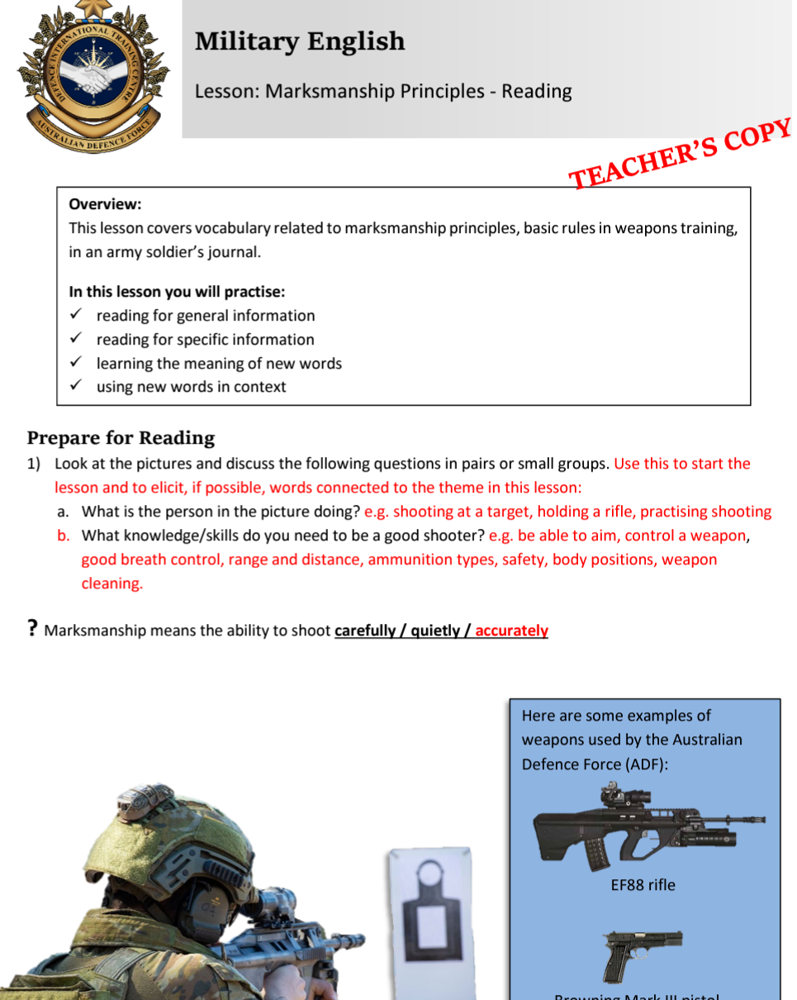 DEFENCE INTERNATIONAL TRAINING CENTRE
AUSTRALIAN DEFENCE FORCE
Military English
Lesson: Marksmanship Principles - Reading
TEACHER'S COPY
Overview:
This lesson covers vocabulary related to marksmanship principles, basic rules in weapons training,
in an army soldier's journal.
In this lesson you will practise:
✓ reading for general information
✓ reading for specific information
✓ learning the meaning of new words
✓ using new words in context
Prepare for Reading
1) Look at the pictures and discuss the following questions in pairs or small groups. Use this to start the
lesson and to elicit, if possible, words connected to the theme in this lesson:
a. What is the person in the picture doing? e.g. shooting at a target, holding a rifle, practising shooting
b. What knowledge/skills do you need to be a good shooter? e.g. be able to aim, control a weapon,
good breath control, range and distance, ammunition types, safety, body positions, weapon
cleaning.
? Marksmanship means the ability to shoot carefully / quietly / accurately
Here are some examples of
weapons used by the Australian
Defence Force (ADF):
EF88 rifle
Browning Mark III pistol